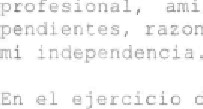 profesional, ami
pendientes, razon
mi independencia.
En el ejercicio d